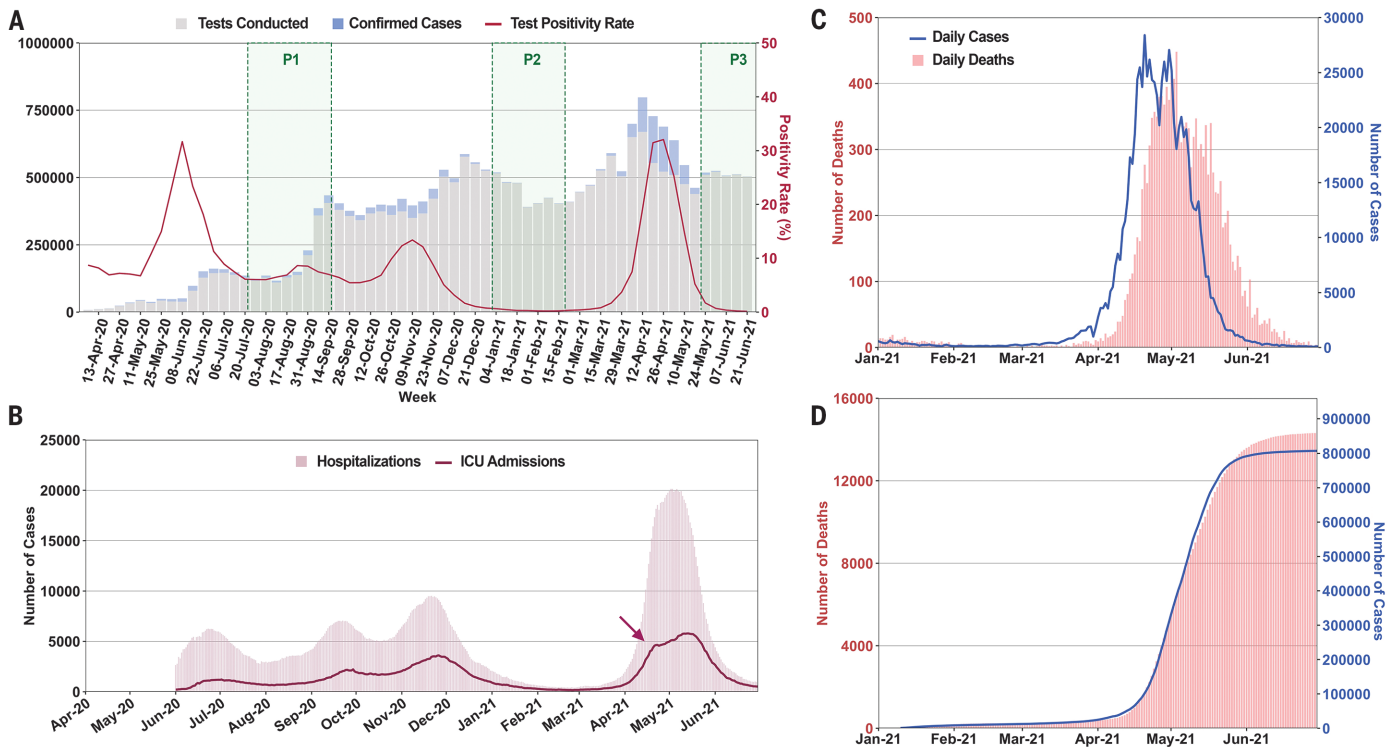 A
Tests Conducted Confirmed Cases Test Positivity Rate
1000000
750000
500000
250000
0
50
40
30
20
10
0
Positivity Rate (%)
P1
P2
P3
13-Apr-20
27-Apr-20
11-May-20
25-May-20
08-Jun-20
22-Jun-20
06-Jul-20
20-Jul-20
03-Aug-20
17-Aug-20
31-Aug-20
14-Sep-20
28-Sep-20
12-Oct-20
26-Oct-20
09-Nov-20
23-Nov-20
07-Dec-20
21-Dec-20
04-Jan-21
18-Jan-21
01-Feb-21
15-Feb-21
01-Mar-21
15-Mar-21
29-Mar-21
12-Apr-21
26-Apr-21
10-May-21
24-May-21
07-Jun-21
21-Jun-21
Week
B
Hospitalizations ICU Admissions
Number of Cases
25000
20000
15000
10000
5000
0
Apr-20
May-20
Jun-20
Jul-20
Aug-20
Sep-20
Oct-20
Nov-20
Dec-20
Jan-21
Feb-21
Mar-21
Apr-21
May-21
Jun-21
C
Daily Cases
Daily Deaths
Number of Deaths
500
400
300
200
100
0
30000
25000
20000
15000
10000
5000
0
Number of Cases
Jan-21
Feb-21
Mar-21
Apr-21
May-21
Jun-21
D
Number of Deaths
16000
12000
8000
4000
0
900000
800000
700000
600000
500000
400000
300000
200000
100000
0
Number of Cases
Jan-21
Feb-21
Mar-21
Apr-21
May-21
Jun-21